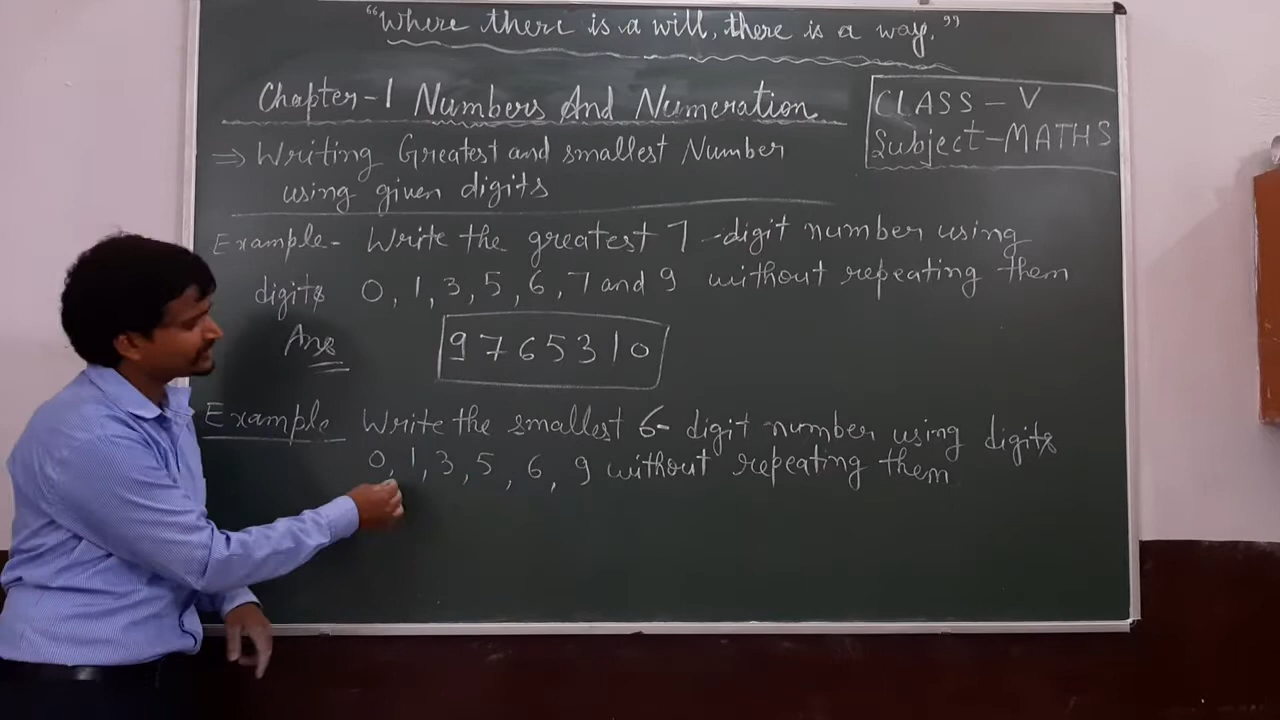 "Where there is a will, there is a way."
Chapter-1 Numbers And Numeration
CLASS - V
Subject-MATHS
⇒ Writing Greatest and smallest Number
using given digits
Example- Write the greatest 7-digit number using
digits 0, 1, 3, 5, 6, 7 and 9 without repeating them
Ans 9765310
Example Write the smallest 6-digit number using digits
0, 1, 3, 5, 6, 9 without repeating them